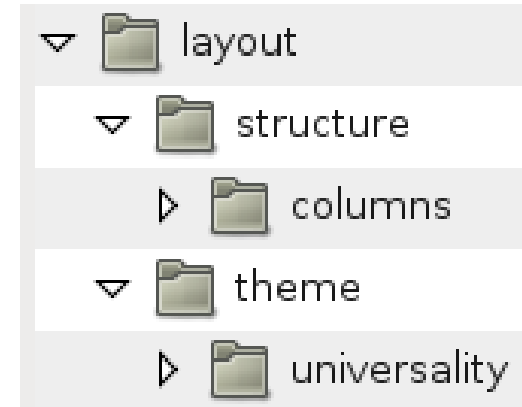 layout
structure
columns
theme
universality